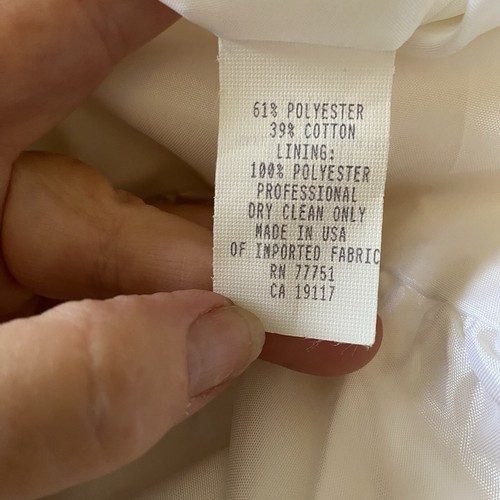 61% POLYESTER
39% COTTON
LINING:
100% POLYESTER
PROFESSIONAL
DRY CLEAN ONLY
MADE IN USA
OF IMPORTED FABRIC
RN 77751
CA 19117